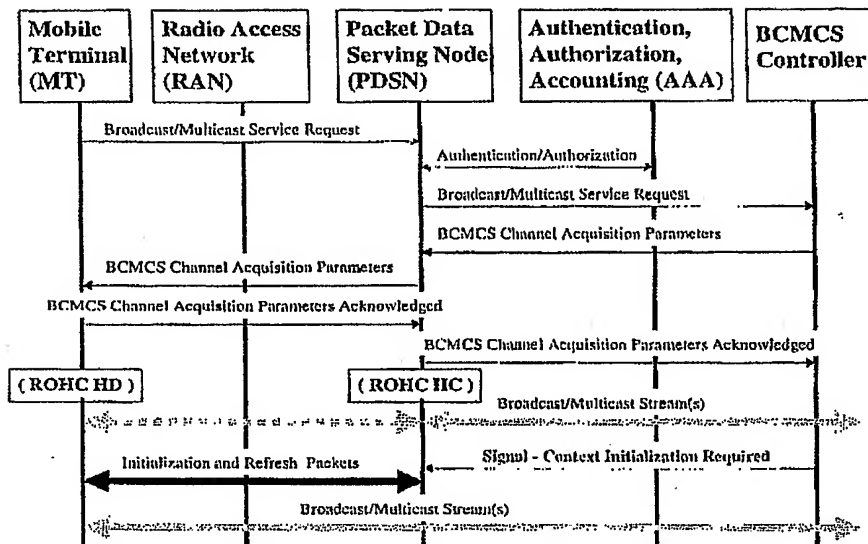 Mobile
Terminal
(MT)
Radio Access
Network
(RAN)
Packet Data
Serving Node
(PDSN)
Authentication,
Authorization,
Accounting (AAA)
BCMCS
Controller
Broadcast/Multicast Service Request
Authentication/Authorization
Broadcast/Multicast Service Request
BCMCS Channel Acquisition Parameters
BCMCS Channel Acquisition Parameters
BCMCS Channel Acquisition Parameters Acknowledged
BCMCS Channel Acquisition Parameters Acknowledged
( ROHC HD )
( ROHC HC )
Broadcast/Multicast Stream(s)
Initialization and Refresh Packets
Signal - Context Initialization Required
Broadcast/Multicast Stream(s)